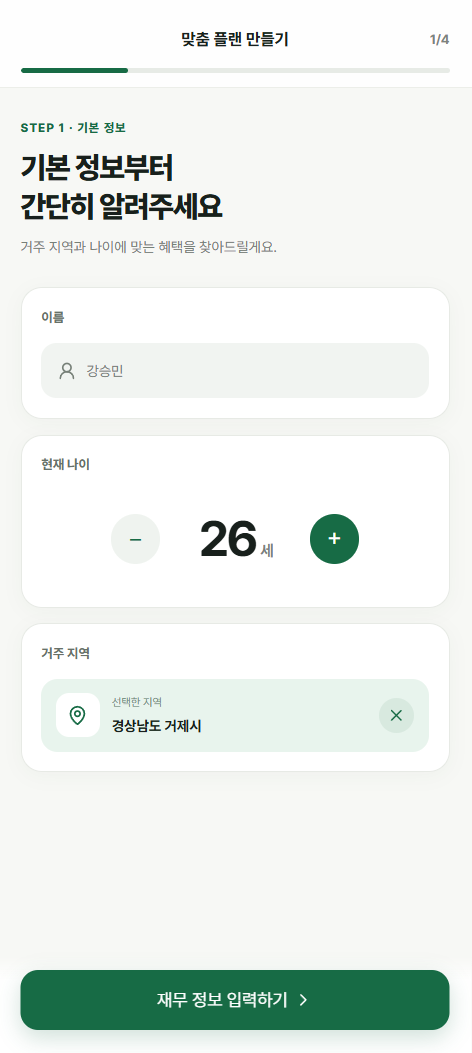 맞춤 플랜 만들기
1/4
STEP 1 · 기본 정보
기본 정보부터
간단히 알려주세요
거주 지역과 나이에 맞는 혜택을 찾아드릴게요.
이름
강승민
현재 나이
− 26 세 +
거주 지역
선택한 지역
경상남도 거제시
재무 정보 입력하기